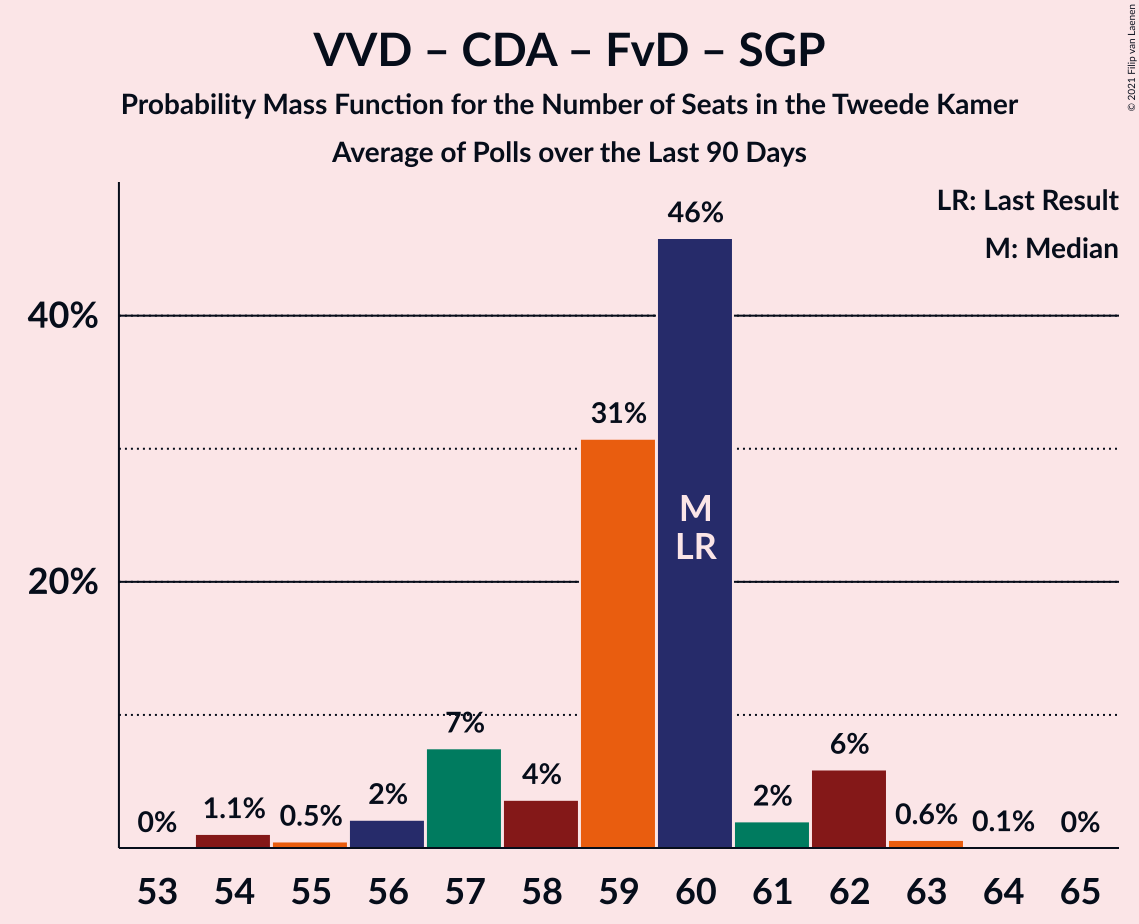 VVD – CDA – FvD – SGP
Probability Mass Function for the Number of Seats in the Tweede Kamer
Average of Polls over the Last 90 Days
© 2021 Filip van Laenen
LR: Last Result
M: Median
40%
20%
0%
1.1%
0.5%
2%
7%
4%
31%
46%
2%
6%
0.6%
0.1%
0%
M
LR
53 54 55 56 57 58 59 60 61 62 63 64 65